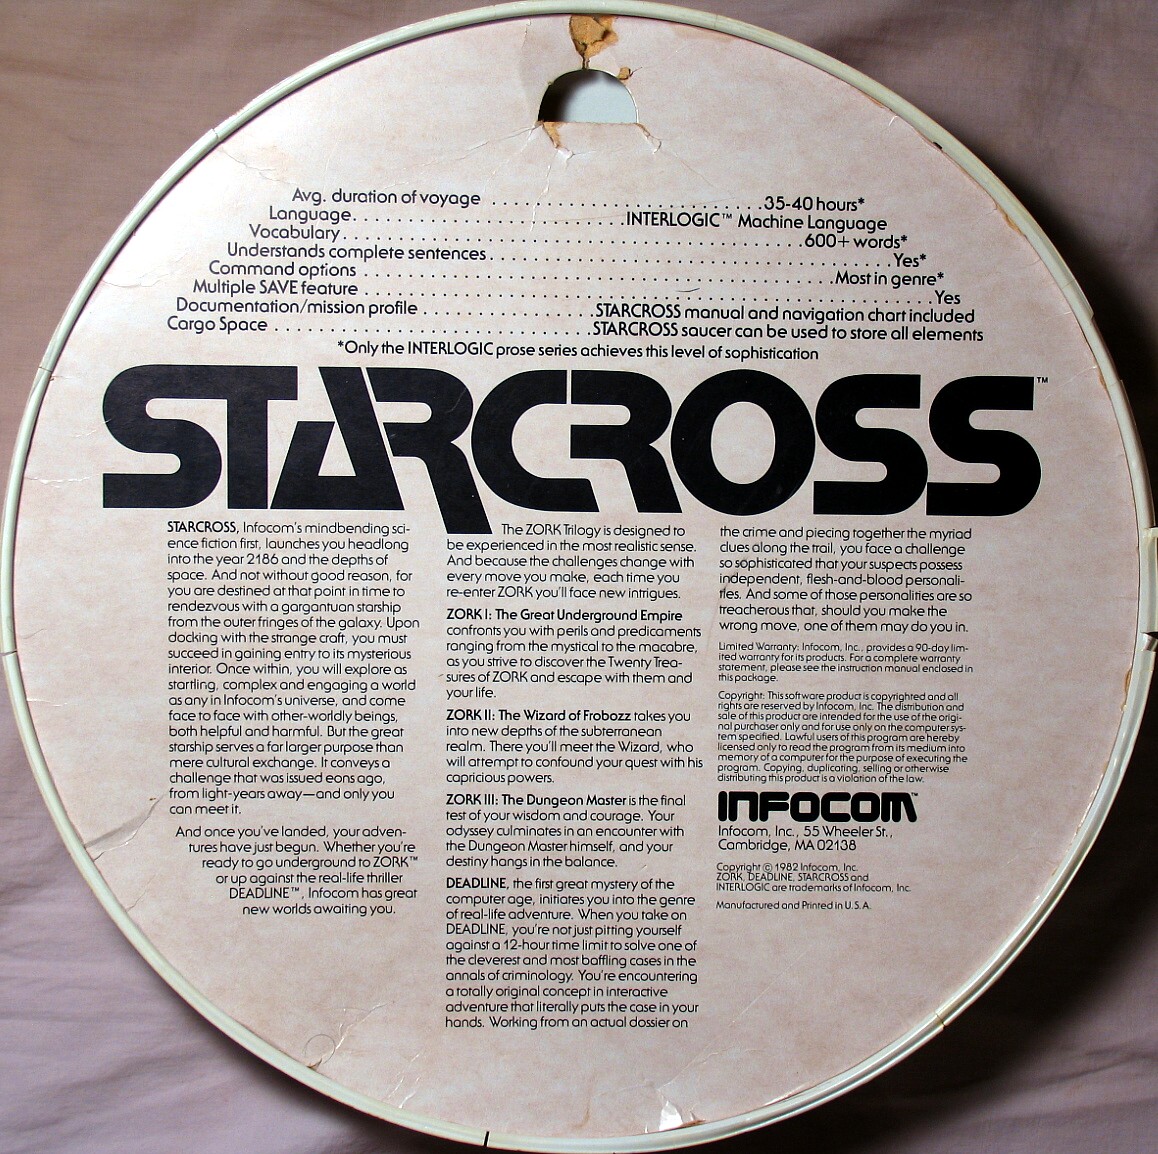 Avg. duration of voyage . . . . . . . . . . . . . . . . . . . . . . . . . . . . 35-40 hours*
Language. . . . . . . . . . . . . . . . . . . . . . . . . . . . INTERLOGIC™ Machine Language
Vocabulary . . . . . . . . . . . . . . . . . . . . . . . . . . . . . . . . . . . . . . . . . . . . . . 600+ words*
Understands complete sentences . . . . . . . . . . . . . . . . . . . . . . . . . . . . . . . . . . . . . . . . . Yes*
Command options . . . . . . . . . . . . . . . . . . . . . . . . . . . . . . . . . . . . . . . . . . . . . . . Most in genre*
Multiple SAVE feature . . . . . . . . . . . . . . . . . . . . . . . . . . . . . . . . . . . . . . . . . . . . . . . . . . . . . . . . . . Yes
Documentation/mission profile . . . . . . . . . . . . . . . . . . STARCROSS manual and navigation chart included
Cargo Space . . . . . . . . . . . . . . . . . . . . . . . . . . . . . . . . STARCROSS saucer can be used to store all elements
*Only the INTERLOGIC prose series achieves this level of sophistication
STARCROSS™
STARCROSS, Infocom's mindbending sci-
ence fiction first, launches you headlong
into the year 2186 and the depths of
space. And not without good reason, for
you are destined at that point in time to
rendezvous with a gargantuan starship
from the outer fringes of the galaxy. Upon
docking with the strange craft, you must
succeed in gaining entry to its mysterious
interior. Once within, you will explore as
startling, complex and engaging a world
as any in Infocom's universe, and come
face to face with other-worldly beings,
both helpful and harmful. But the great
starship serves a far larger purpose than
mere cultural exchange. It conveys a
challenge that was issued eons ago,
from light-years away—and only you
can meet it.
And once you've landed, your adven-
tures have just begun. Whether you're
ready to go underground to ZORK™
or up against the real-life thriller
DEADLINE™, Infocom has great
new worlds awaiting you.
The ZORK Trilogy is designed to
be experienced in the most realistic sense.
And because the challenges change with
every move you make, each time you
re-enter ZORK you'll face new intrigues.
ZORK I: The Great Underground Empire
confronts you with perils and predicaments
ranging from the mystical to the macabre,
as you strive to discover the Twenty Trea-
sures of ZORK and escape with them and
your life.
ZORK II: The Wizard of Frobozz takes you
into new depths of the subterranean
realm. There you'll meet the Wizard, who
will attempt to confound your quest with his
capricious powers.
ZORK III: The Dungeon Master is the final
test of your wisdom and courage. Your
odyssey culminates in an encounter with
the Dungeon Master himself, and your
destiny hangs in the balance.
DEADLINE, the first great mystery of the
computer age, initiates you into the genre
of real-life adventure. When you take on
DEADLINE, you're not just pitting yourself
against a 12-hour time limit to solve one of
the cleverest and most baffling cases in the
annals of criminology. You're encountering
a totally original concept in interactive
adventure that literally puts the case in your
hands. Working from an actual dossier on
the crime and piecing together the myriad
clues along the trail, you face a challenge
so sophisticated that your suspects possess
independent, flesh-and-blood personali-
ties. And some of those personalities are so
treacherous that, should you make the
wrong move, one of them may do you in.
Limited Warranty: Infocom, Inc., provides a 90-day lim-
ited warranty for its products. For a complete warranty
statement, please see the instruction manual enclosed in
this package.
Copyright: This software product is copyrighted and all
rights are reserved by Infocom, Inc. The distribution and
sale of this product are intended for the use of the origi-
nal purchaser only and for use only on the computer sys-
tem specified. Lawful users of this program are hereby
licensed only to read the program from its medium into
memory of a computer for the purpose of executing the
program. Copying, duplicating, selling or otherwise
distributing this product is a violation of the law.
INFOCOM™
Infocom, Inc., 55 Wheeler St.,
Cambridge, MA 02138
Copyright © 1982 Infocom, Inc.
ZORK, DEADLINE, STARCROSS and
INTERLOGIC are trademarks of Infocom, Inc.
Manufactured and Printed in U.S.A.